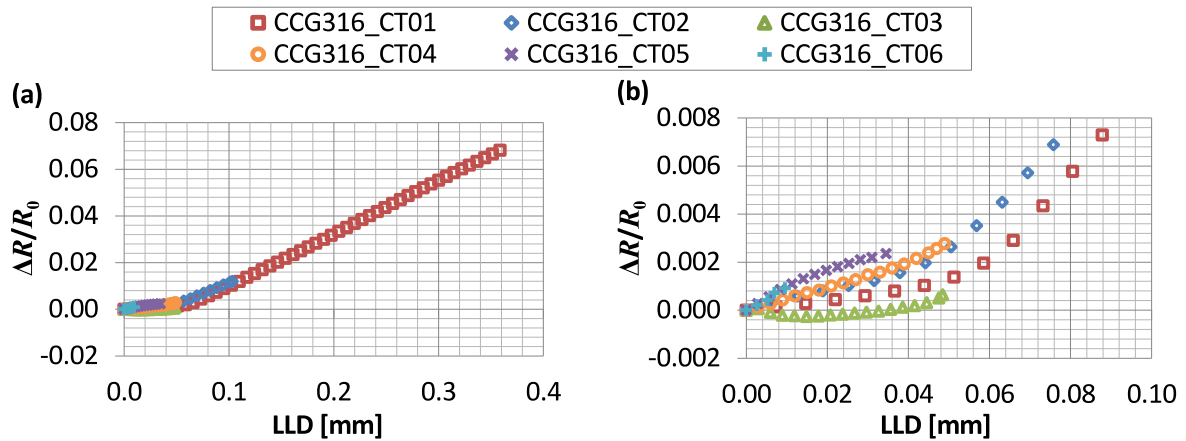 CCG316_CT01 CCG316_CT02 CCG316_CT03
CCG316_CT04 CCG316_CT05 CCG316_CT06
(a)
0.08
0.06
0.04
0.02
0.00
-0.02
ΔR/R0
0.0 0.1 0.2 0.3 0.4
LLD [mm]
(b)
0.008
0.006
0.004
0.002
0.000
-0.002
ΔR/R0
0.00 0.02 0.04 0.06 0.08 0.10
LLD [mm]